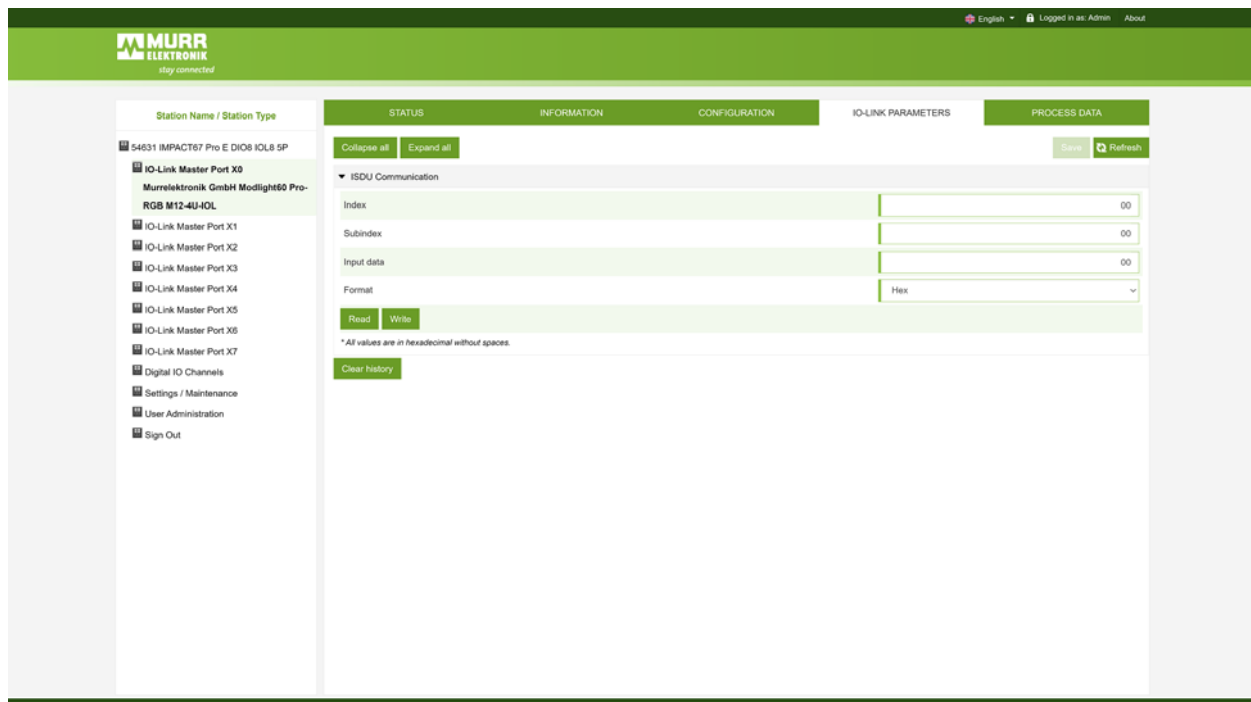 English
Logged in as: Admin
About
MURR
ELEKTRONIK
stay connected
Station Name / Station Type
54631 IMPACT67 Pro E DIO8 IOL8 5P
IO-Link Master Port X0
Murrelektronik GmbH Modlight60 Pro-
RGB M12-4U-IOL
IO-Link Master Port X1
IO-Link Master Port X2
IO-Link Master Port X3
IO-Link Master Port X4
IO-Link Master Port X5
IO-Link Master Port X6
IO-Link Master Port X7
Digital IO Channels
Settings / Maintenance
User Administration
Sign Out
STATUS
INFORMATION
CONFIGURATION
IO-LINK PARAMETERS
PROCESS DATA
Collapse all
Expand all
Save
Refresh
ISDU Communication
Index 00
Subindex 00
Input data 00
Format Hex
Read
Write
* All values are in hexadecimal without spaces.
Clear history